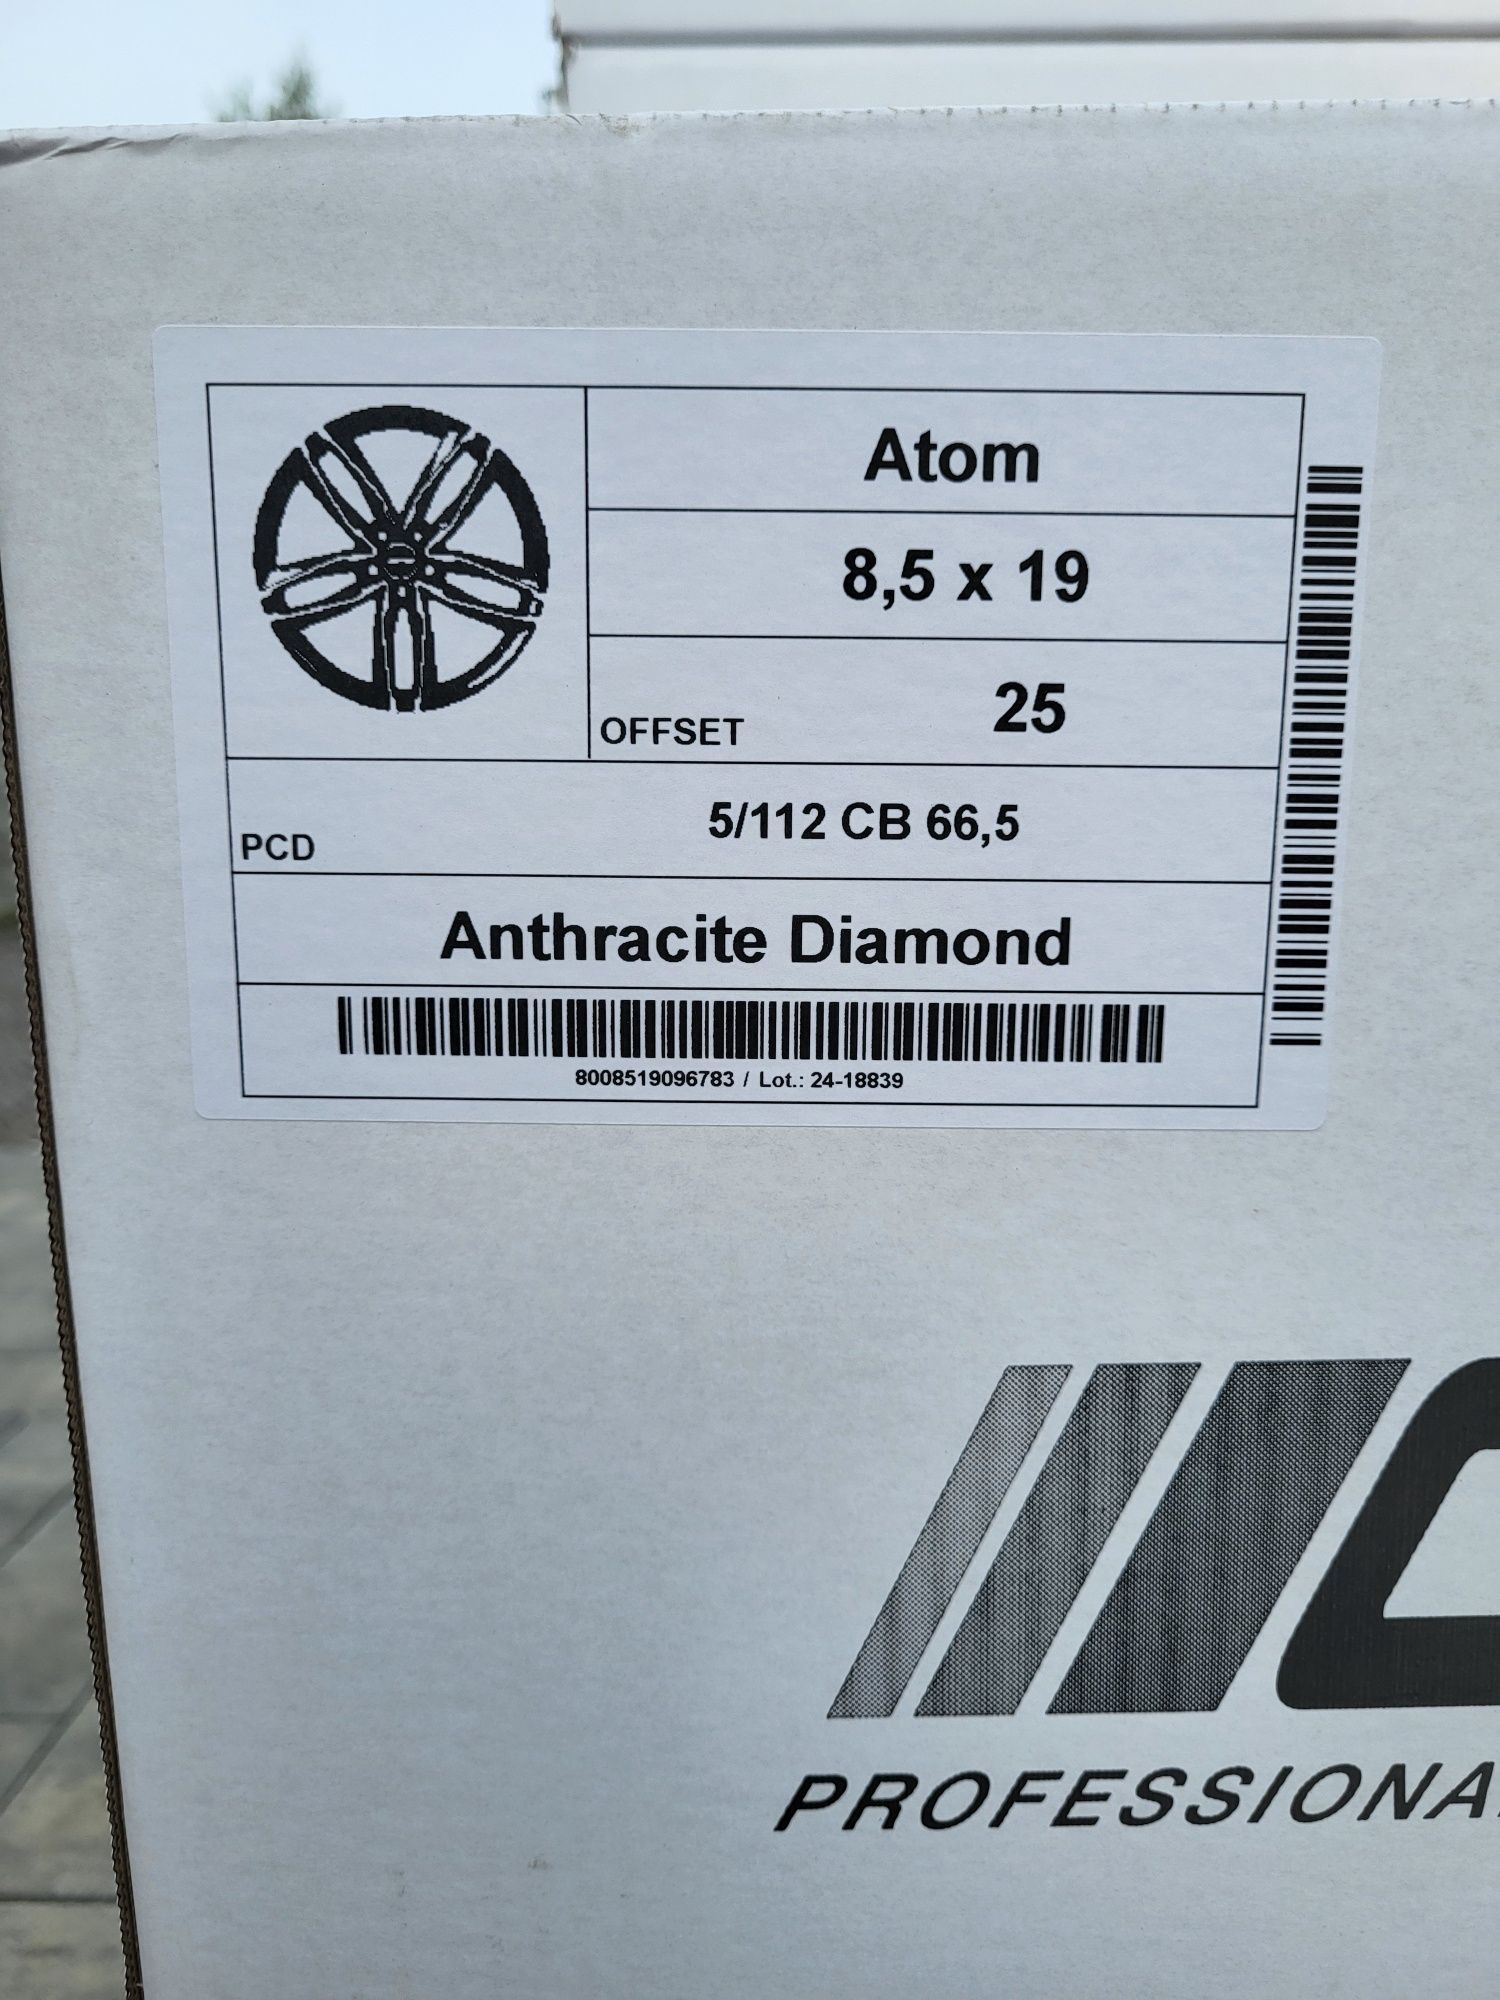 Atom
8,5 x 19
OFFSET 25
PCD 5/112 CB 66,5
Anthracite Diamond
8008519096783 / Lot.: 24-18839
PROFESSIONA